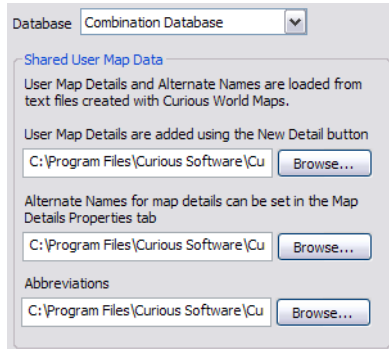 Database Combination Database
Shared User Map Data
User Map Details and Alternate Names are loaded from
text files created with Curious World Maps.
User Map Details are added using the New Detail button
C:\Program Files\Curious Software\Cu Browse...
Alternate Names for map details can be set in the Map
Details Properties tab
C:\Program Files\Curious Software\Cu Browse...
Abbreviations
C:\Program Files\Curious Software\Cu Browse...